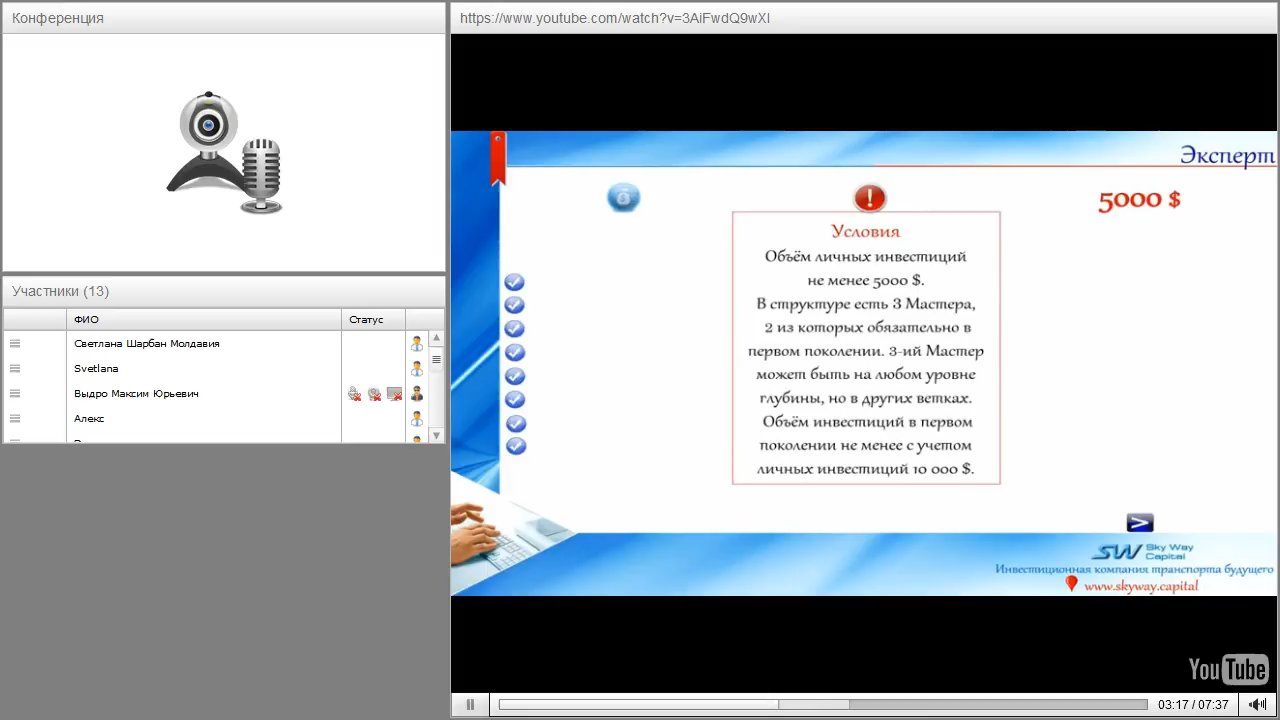 Конференция
https://www.youtube.com/watch?v=3AiFwdQ9wXI
Участники (13)
ФИО
Статус
Светлана Шарбан Молдавия
Svetlana
Выдро Максим Юрьевич
Алекс
Эксперт
5000 $
Условия
Объём личных инвестиций
не менее 5000 $.
В структуре есть 3 Мастера,
2 из которых обязательно в
первом поколении. 3-ий Мастер
может быть на любом уровне
глубины, но в других ветках.
Объём инвестиций в первом
поколении не менее с учетом
личных инвестиций 10 000 $.
>
SW Sky Way
Capital
Инвестиционная компания транспорта будущего
www.skyway.capital
YouTube
03:17 / 07:37